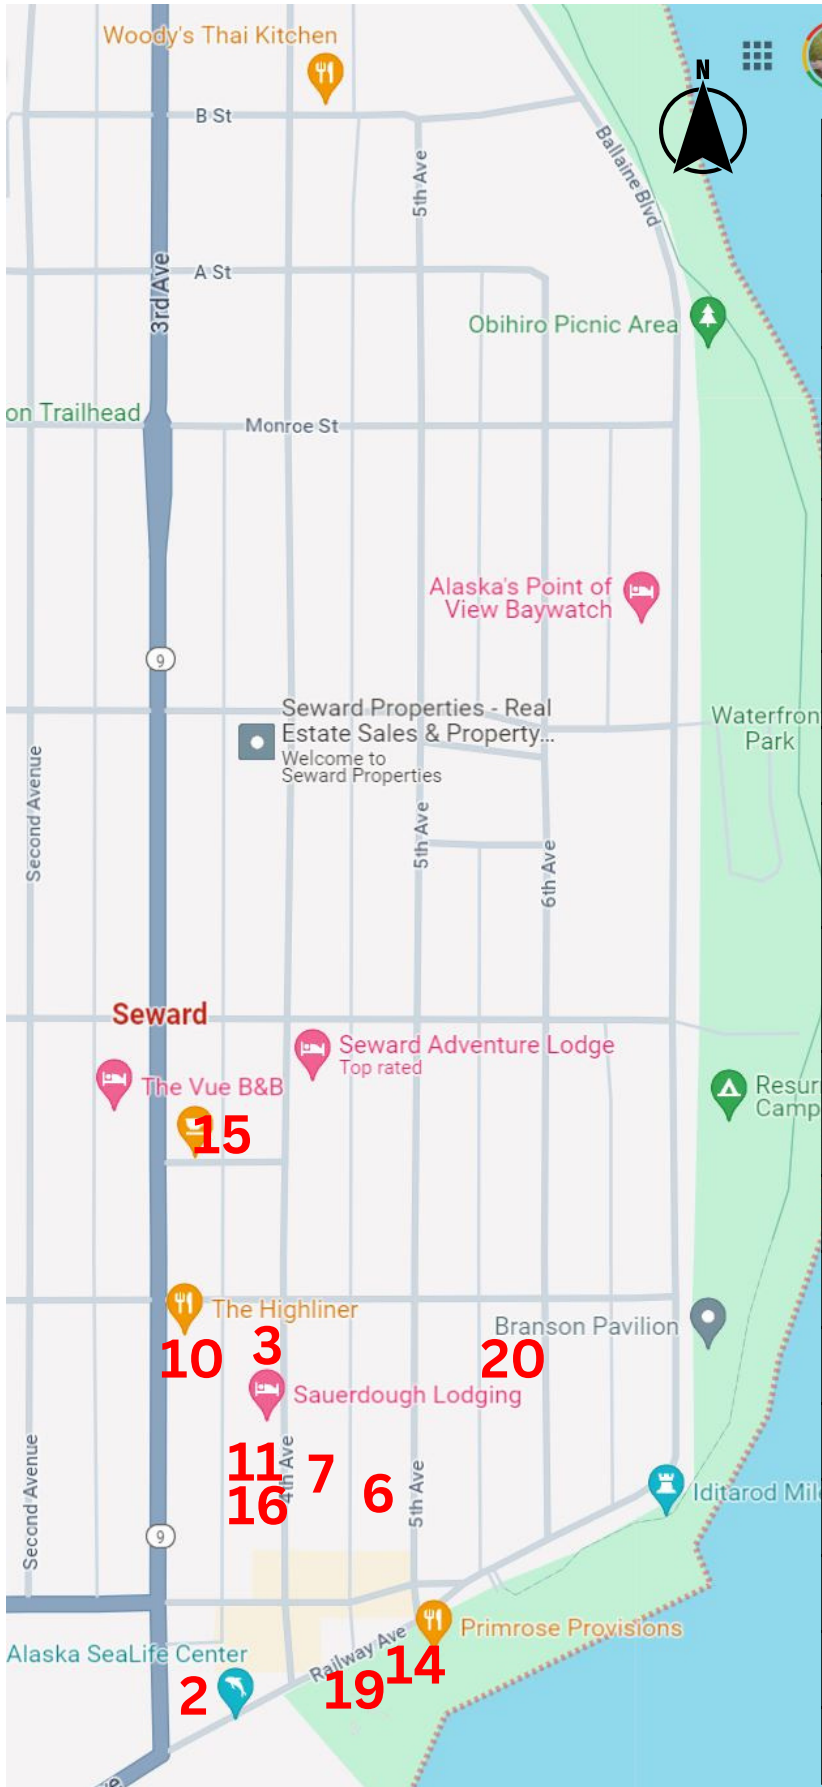 Woody's Thai Kitchen
N
B St
Ballaine Blvd
5th Ave
A St
3rd Ave
Obihiro Picnic Area
on Trailhead
Monroe St
Alaska's Point of
View Baywatch
9
Seward Properties - Real
Estate Sales & Property...
Welcome to
Seward Properties
Waterfron
Park
Second Avenue
5th Ave
6th Ave
Seward
Seward Adventure Lodge
Top rated
The Vue B&B
Resur
Camp
15
The Highliner
Branson Pavilion
10
3
20
Sauerdough Lodging
11
7
16
6
4th Ave
5th Ave
Second Avenue
Iditarod Mile
9
Primrose Provisions
Railway Ave
Alaska SeaLife Center
14
2
19